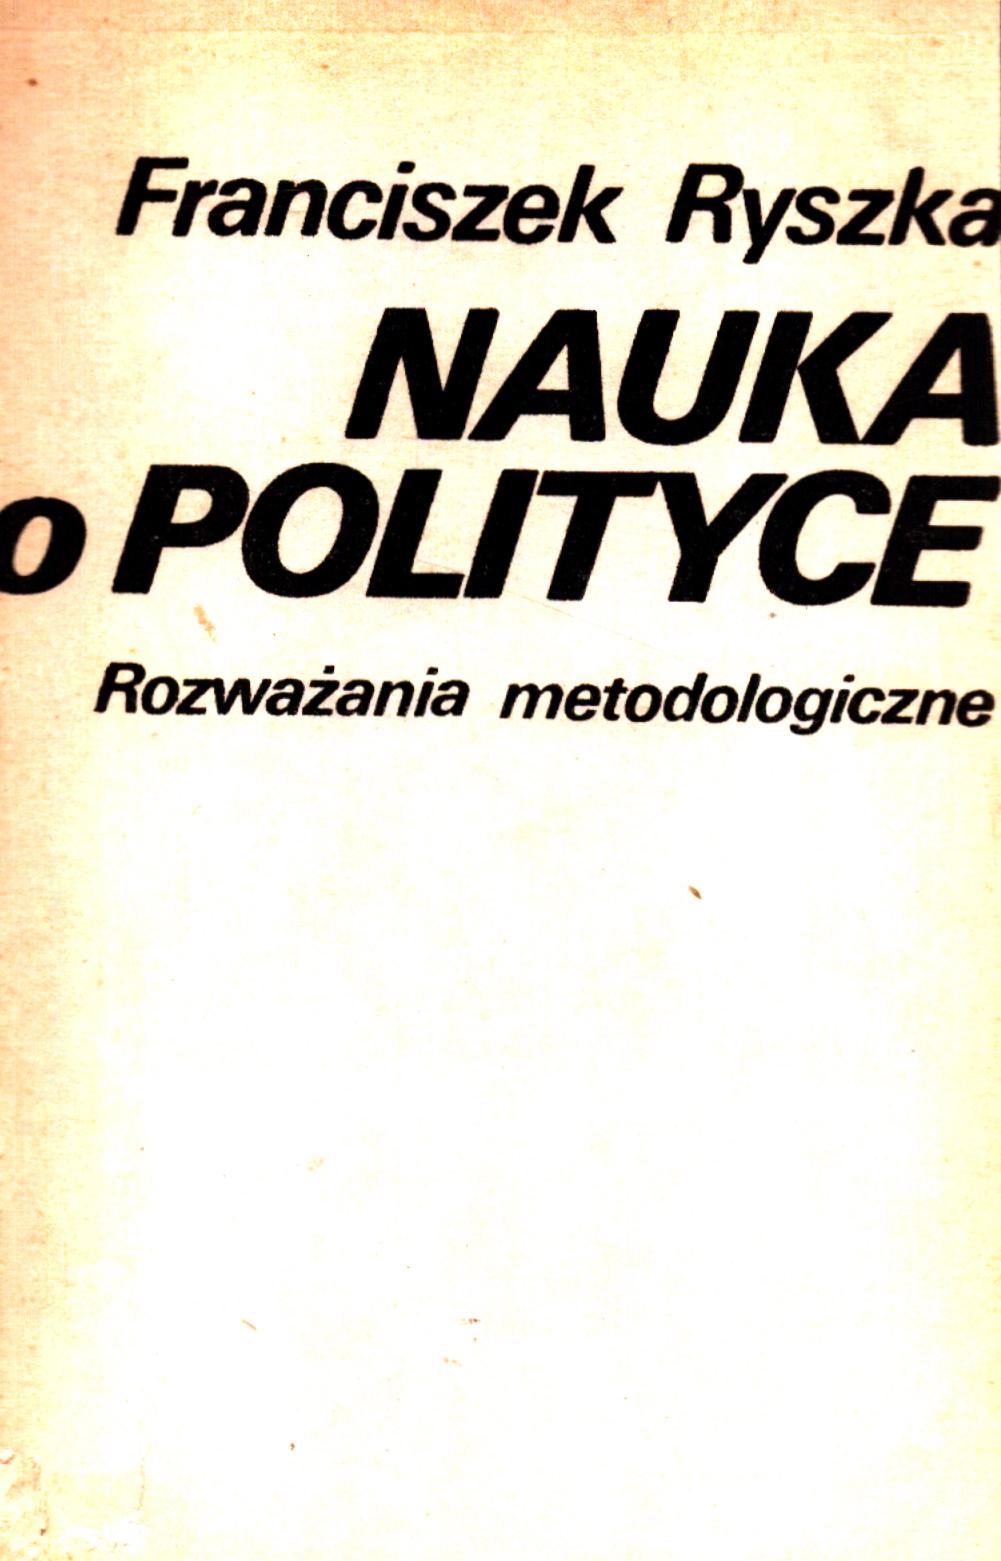 Franciszek Ryszka
NAUKA
o POLITYCE
Rozważania metodologiczne